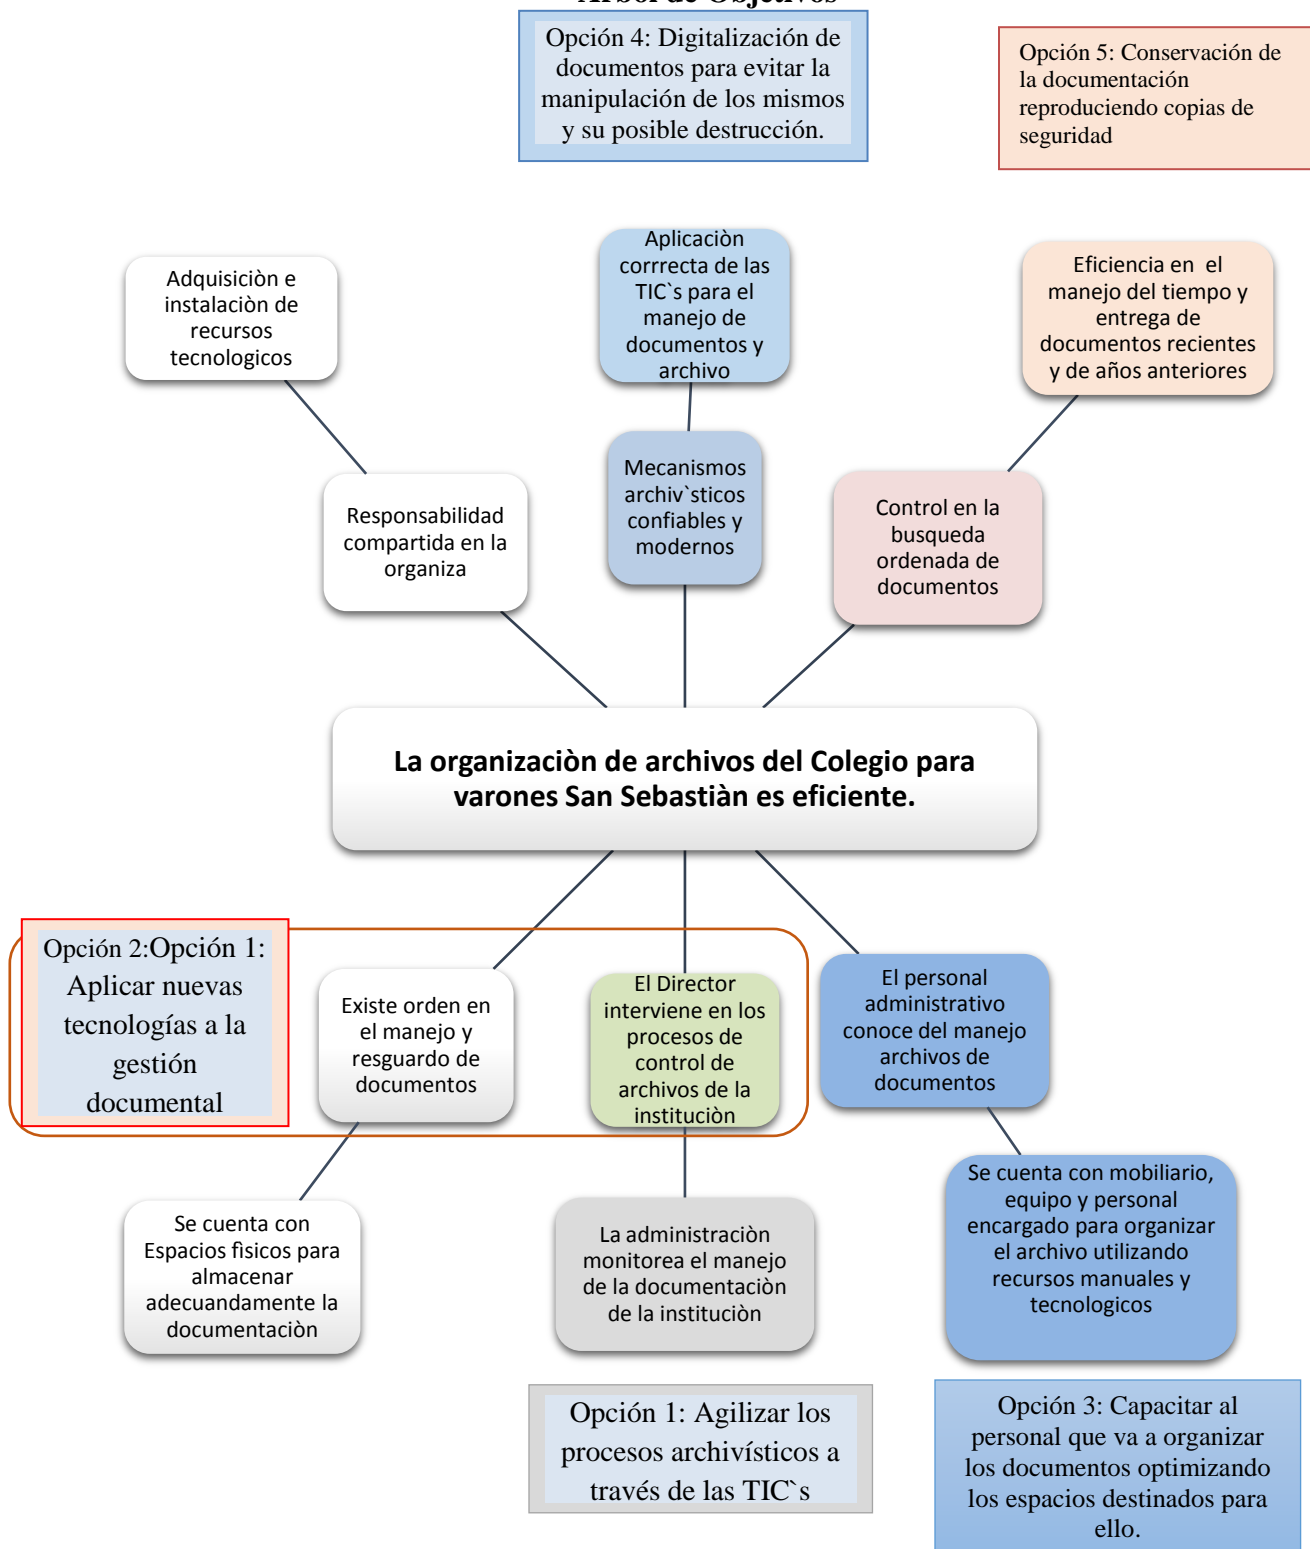 Árbol de Objetivos
Opción 4: Digitalización de
documentos para evitar la
manipulación de los mismos
y su posible destrucción.
Opción 5: Conservación de
la documentación
reproduciendo copias de
seguridad
Adquisiciòn e
instalaciòn de
recursos
tecnologicos
Aplicaciòn
corrrecta de las
TIC`s para el
manejo de
documentos y
archivo
Eficiencia en  el
manejo del tiempo y
entrega de
documentos recientes
y de años anteriores
Responsabilidad
compartida en la
organiza
Mecanismos
archiv`sticos
confiables y
modernos
Control en la
busqueda
ordenada de
documentos
La organizaciòn de archivos del Colegio para
varones San Sebastiàn es eficiente.
Opción 2:Opción 1:
Aplicar nuevas
tecnologías a la
gestión
documental
Existe orden en
el manejo y
resguardo de
documentos
El Director
interviene en los
procesos de
control de
archivos de la
instituciòn
El personal
administrativo
conoce del manejo
archivos de
documentos
Se cuenta con
Espacios fìsicos para
almacenar
adecuandamente la
documentaciòn
La administraciòn
monitorea el manejo
de la documentaciòn
de la instituciòn
Se cuenta con mobiliario,
equipo y personal
encargado para organizar
el archivo utilizando
recursos manuales y
tecnologicos
Opción 1: Agilizar los
procesos archivísticos a
través de las TIC`s
Opción 3: Capacitar al
personal que va a organizar
los documentos optimizando
los espacios destinados para
ello.